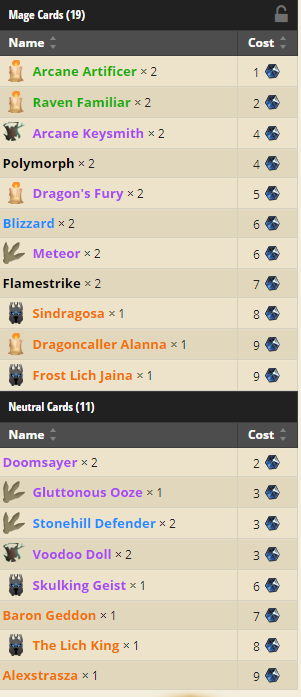 Mage Cards (19)
Name Cost
Arcane Artificer × 2 1
Raven Familiar × 2 2
Arcane Keysmith × 2 4
Polymorph × 2 4
Dragon's Fury × 2 5
Blizzard × 2 6
Meteor × 2 6
Flamestrike × 2 7
Sindragosa × 1 8
Dragoncaller Alanna × 1 9
Frost Lich Jaina × 1 9
Neutral Cards (11)
Name Cost
Doomsayer × 2 2
Gluttonous Ooze × 1 3
Stonehill Defender × 2 3
Voodoo Doll × 2 3
Skulking Geist × 1 6
Baron Geddon × 1 7
The Lich King × 1 8
Alexstrasza × 1 9